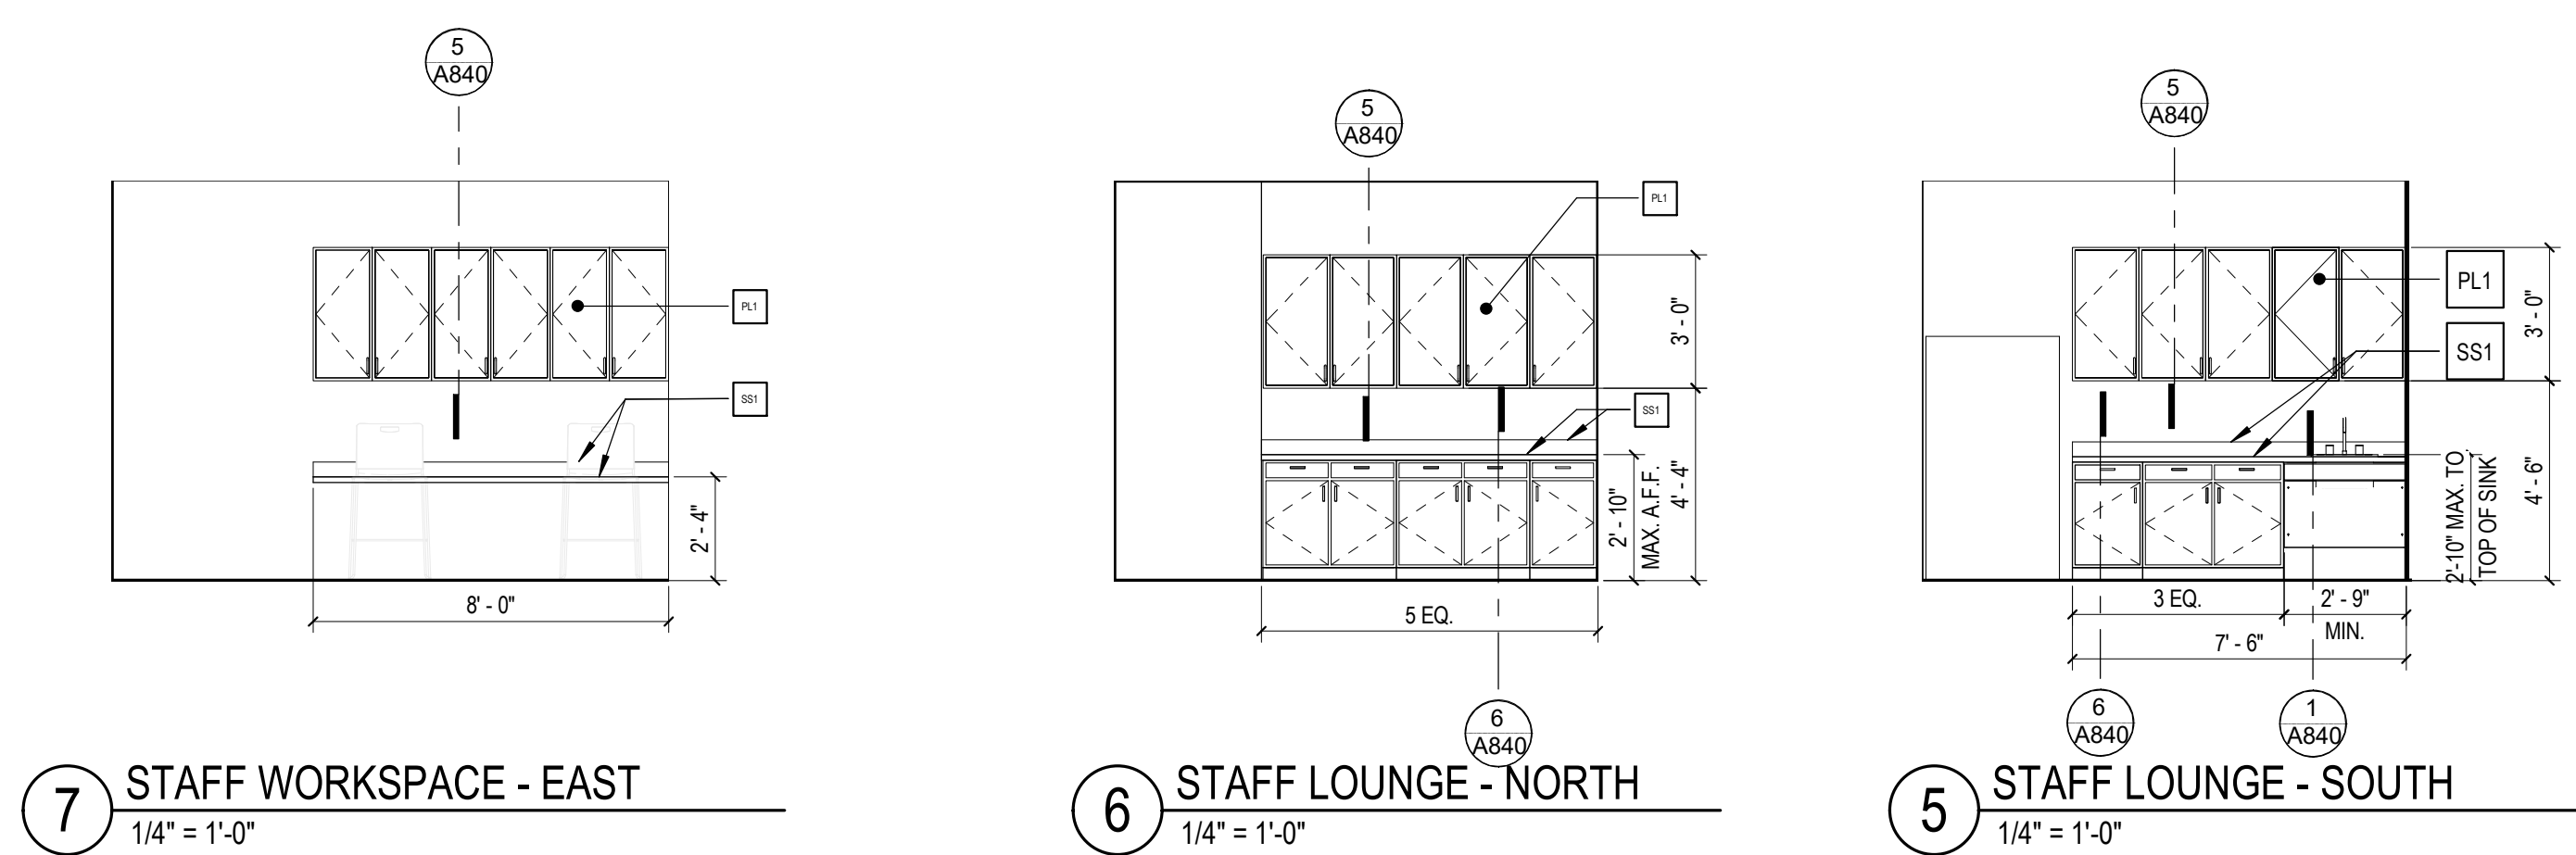 5
A840
PL1
SS1
2' - 4"
8' - 0"
7
STAFF WORKSPACE - EAST
1/4" = 1'-0"
5
A840
PL1
3' - 0"
SS1
2' - 10"
MAX. A.F.F.
4' - 4"
5 EQ.
6
A840
6
STAFF LOUNGE - NORTH
1/4" = 1'-0"
5
A840
PL1
3' - 0"
SS1
2'-10" MAX. TO
TOP OF SINK
4' - 6"
3 EQ.
2' - 9"
MIN.
7' - 6"
6
A840
1
A840
5
STAFF LOUNGE - SOUTH
1/4" = 1'-0"